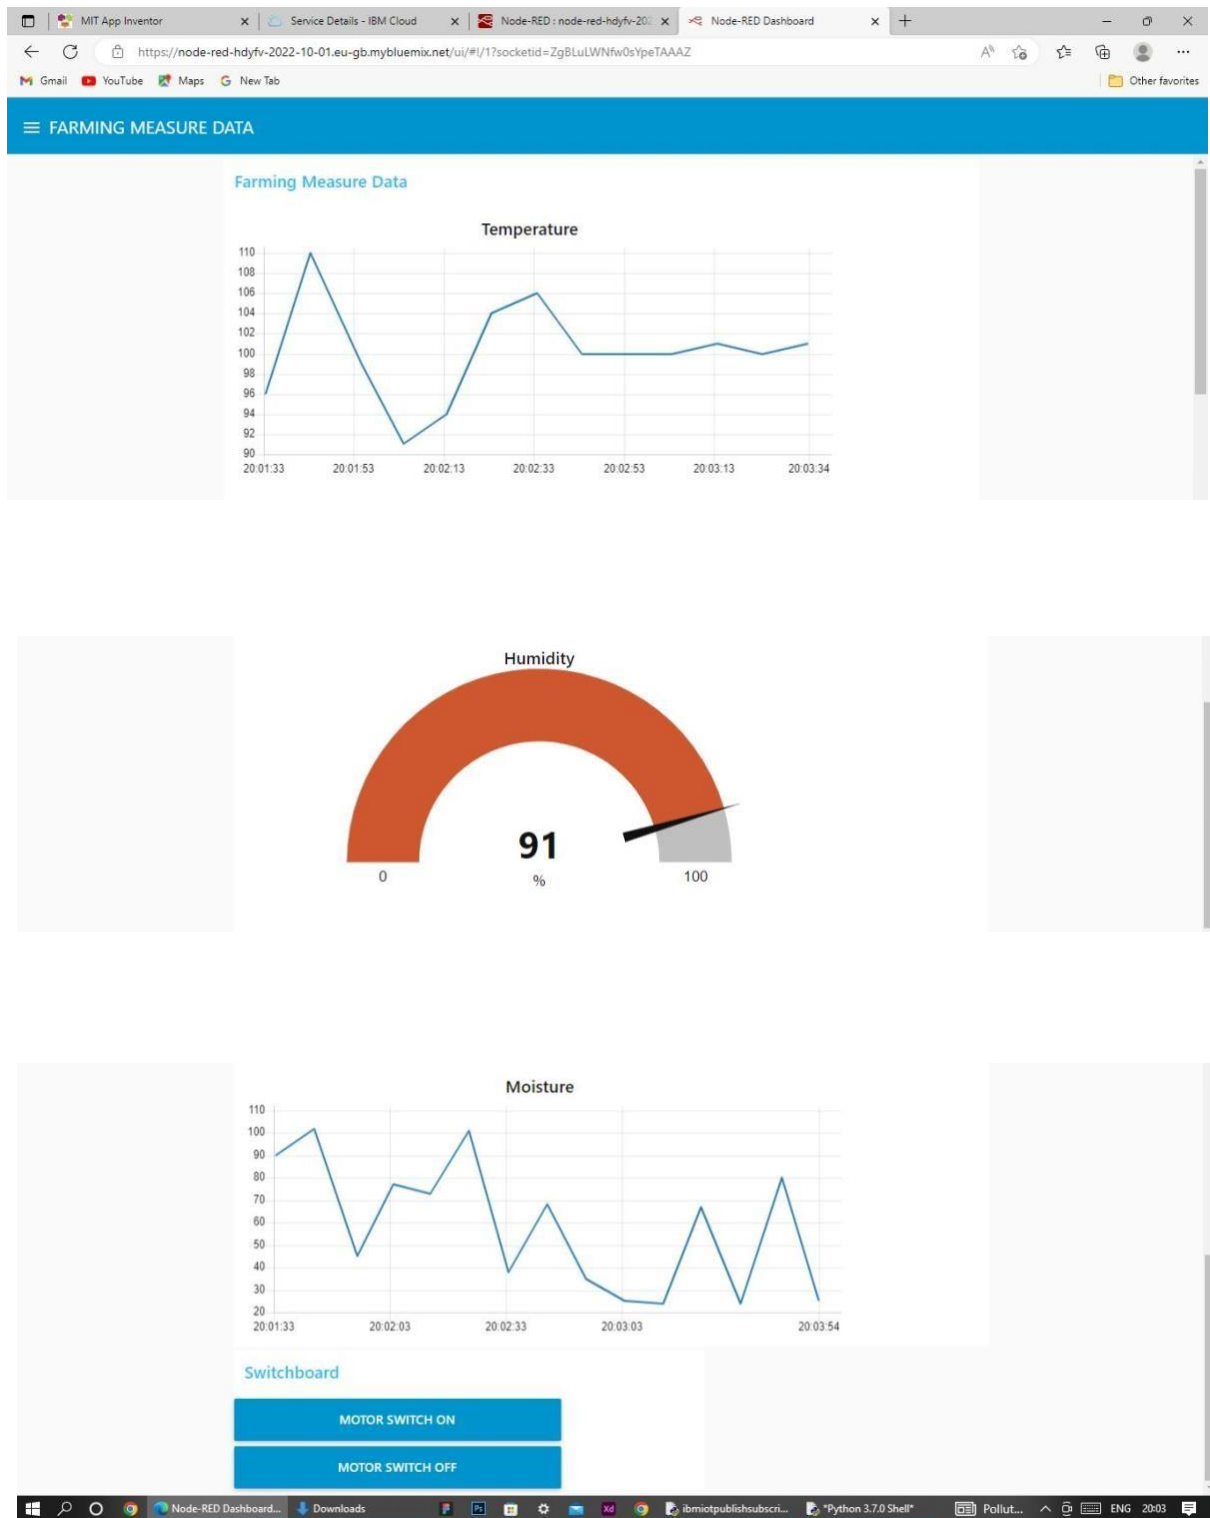 MIT App Inventor
Service Details - IBM Cloud
Node-RED : node-red-hdyfv-202
Node-RED Dashboard
https://node-red-hdyfv-2022-10-01.eu-gb.mybluemix.net/ui/#!/1?socketid=ZgBLuLWNfw0sYpeTAAAZ
Gmail YouTube Maps New Tab Other favorites
FARMING MEASURE DATA
Farming Measure Data
Temperature
110
108
106
104
102
100
98
96
94
92
90
20:01:33 20:01:53 20:02:13 20:02:33 20:02:53 20:03:13 20:03:34
Humidity
91
0 % 100
Moisture
110
100
90
80
70
60
50
40
30
20
20:01:33 20:02:03 20:02:33 20:03:03 20:03:54
Switchboard
MOTOR SWITCH ON
MOTOR SWITCH OFF
Node-RED Dashboard... Downloads ibmiotpublishsubscri... *Python 3.7.0 Shell* Pollut... ENG 20:03